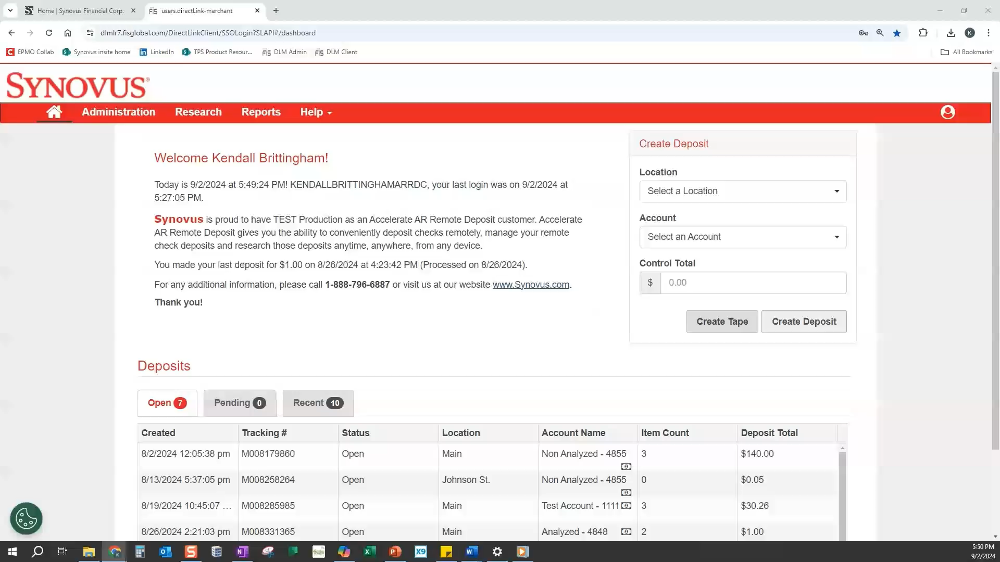 Home | Synovus Financial Corp.
users.directLink-merchant
dlmlr7.fisglobal.com/DirectLinkClient/SSOLogin?SLAPI#/dashboard
K
EPMO Collab
Synovus insite home
LinkedIn
TPS Product Resour...
DLM Admin
DLM Client
All Bookmarks
SYNOVUS®
Administration
Research
Reports
Help
Create Deposit
Welcome Kendall Brittingham!
Location
Today is 9/2/2024 at 5:49:24 PM! KENDALLBRITTINGHAMARRDC, your last login was on 9/2/2024 at
5:27:05 PM.
Select a Location
Synovus is proud to have TEST Production as an Accelerate AR Remote Deposit customer. Accelerate
AR Remote Deposit gives you the ability to conveniently deposit checks remotely, manage your remote
check deposits and research those deposits anytime, anywhere, from any device.
Account
Select an Account
You made your last deposit for $1.00 on 8/26/2024 at 4:23:42 PM (Processed on 8/26/2024).
Control Total
$ 0.00
For any additional information, please call 1-888-796-6887 or visit us at our website www.Synovus.com.
Thank you!
Create Tape
Create Deposit
Deposits
Open 7
Pending 0
Recent 10
Created Tracking # Status Location Account Name Item Count Deposit Total
8/2/2024 12:05:38 pm M008179860 Open Main Non Analyzed - 4855 3 $140.00
8/13/2024 5:37:05 pm M008258264 Open Johnson St. Non Analyzed - 4855 0 $0.05
8/19/2024 10:45:07 ... M008285985 Open Main Test Account - 1111 3 $30.26
8/26/2024 2:21:03 pm M008331365 Open Main Analyzed - 4848 2 $1.00
5:50 PM
9/2/2024